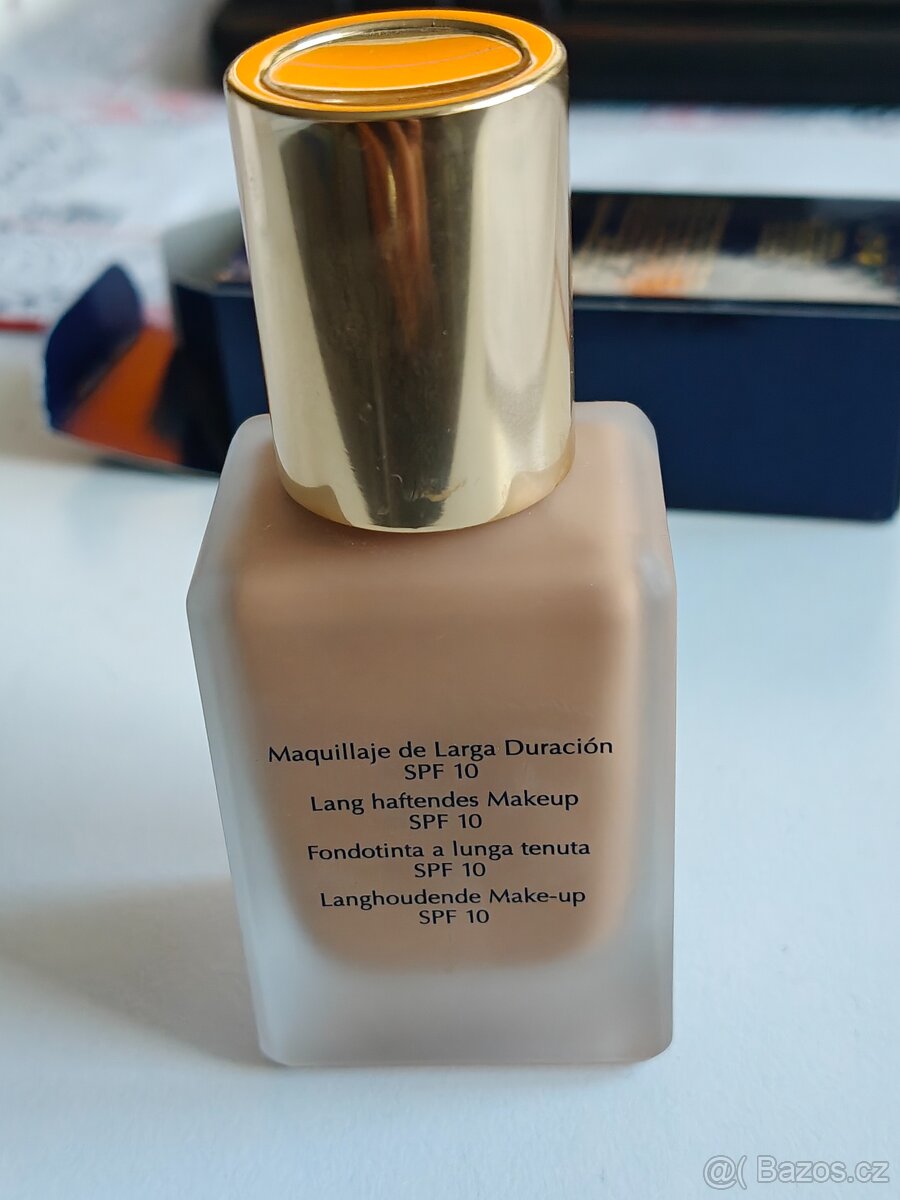 Maquillaje de Larga Duración
SPF 10
Lang haftendes Makeup
SPF 10
Fondotinta a lunga tenuta
SPF 10
Langhoudende Make-up
SPF 10
@( Bazos.cz